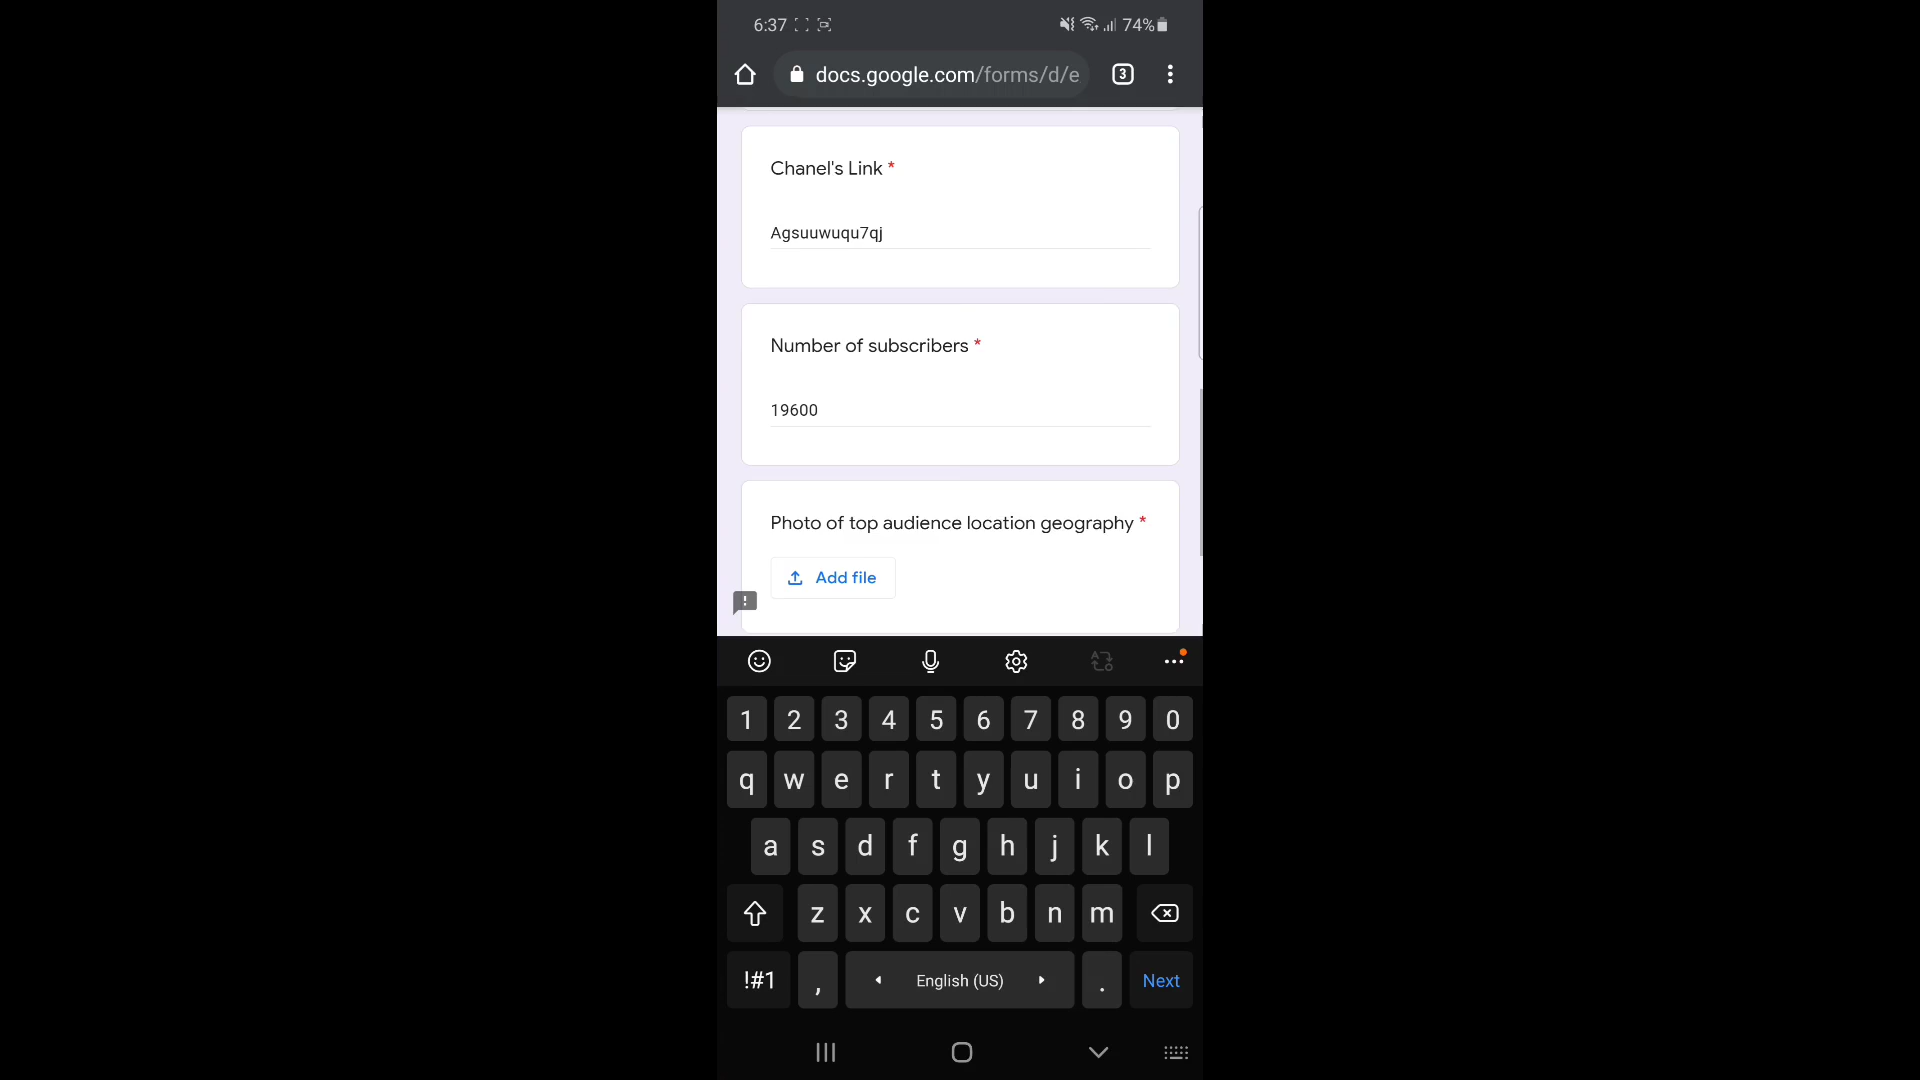 6:37 74%
docs.google.com/forms/d/e 3
Chanel's Link *
Agsuuwuqu7qj
Number of subscribers *
19600
Photo of top audience location geography *
Add file
!
1 2 3 4 5 6 7 8 9 0
q w e r t y u i o p
a s d f g h j k l
z x c v b n m
!#1 , English (US) . Next